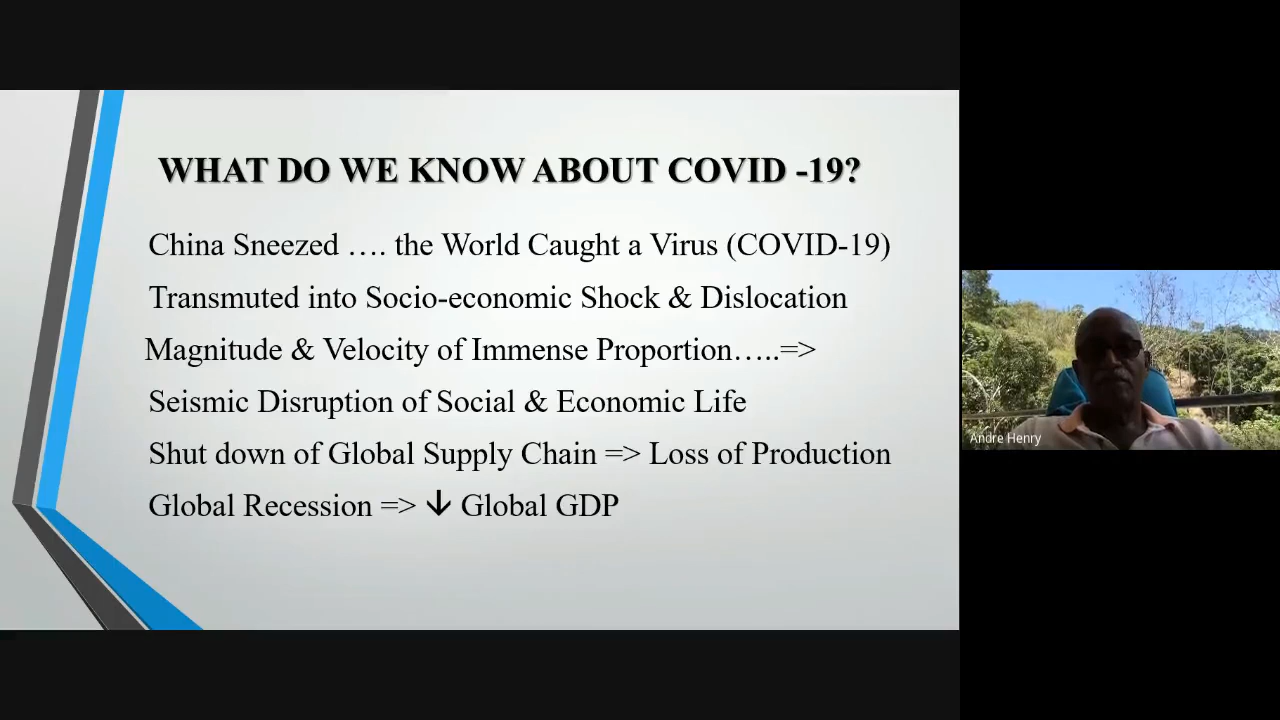 WHAT DO WE KNOW ABOUT COVID -19?
China Sneezed …. the World Caught a Virus (COVID-19)
Transmuted into Socio-economic Shock & Dislocation
Magnitude & Velocity of Immense Proportion…..=>
Seismic Disruption of Social & Economic Life
Shut down of Global Supply Chain => Loss of Production
Global Recession => ↓ Global GDP
Andre Henry